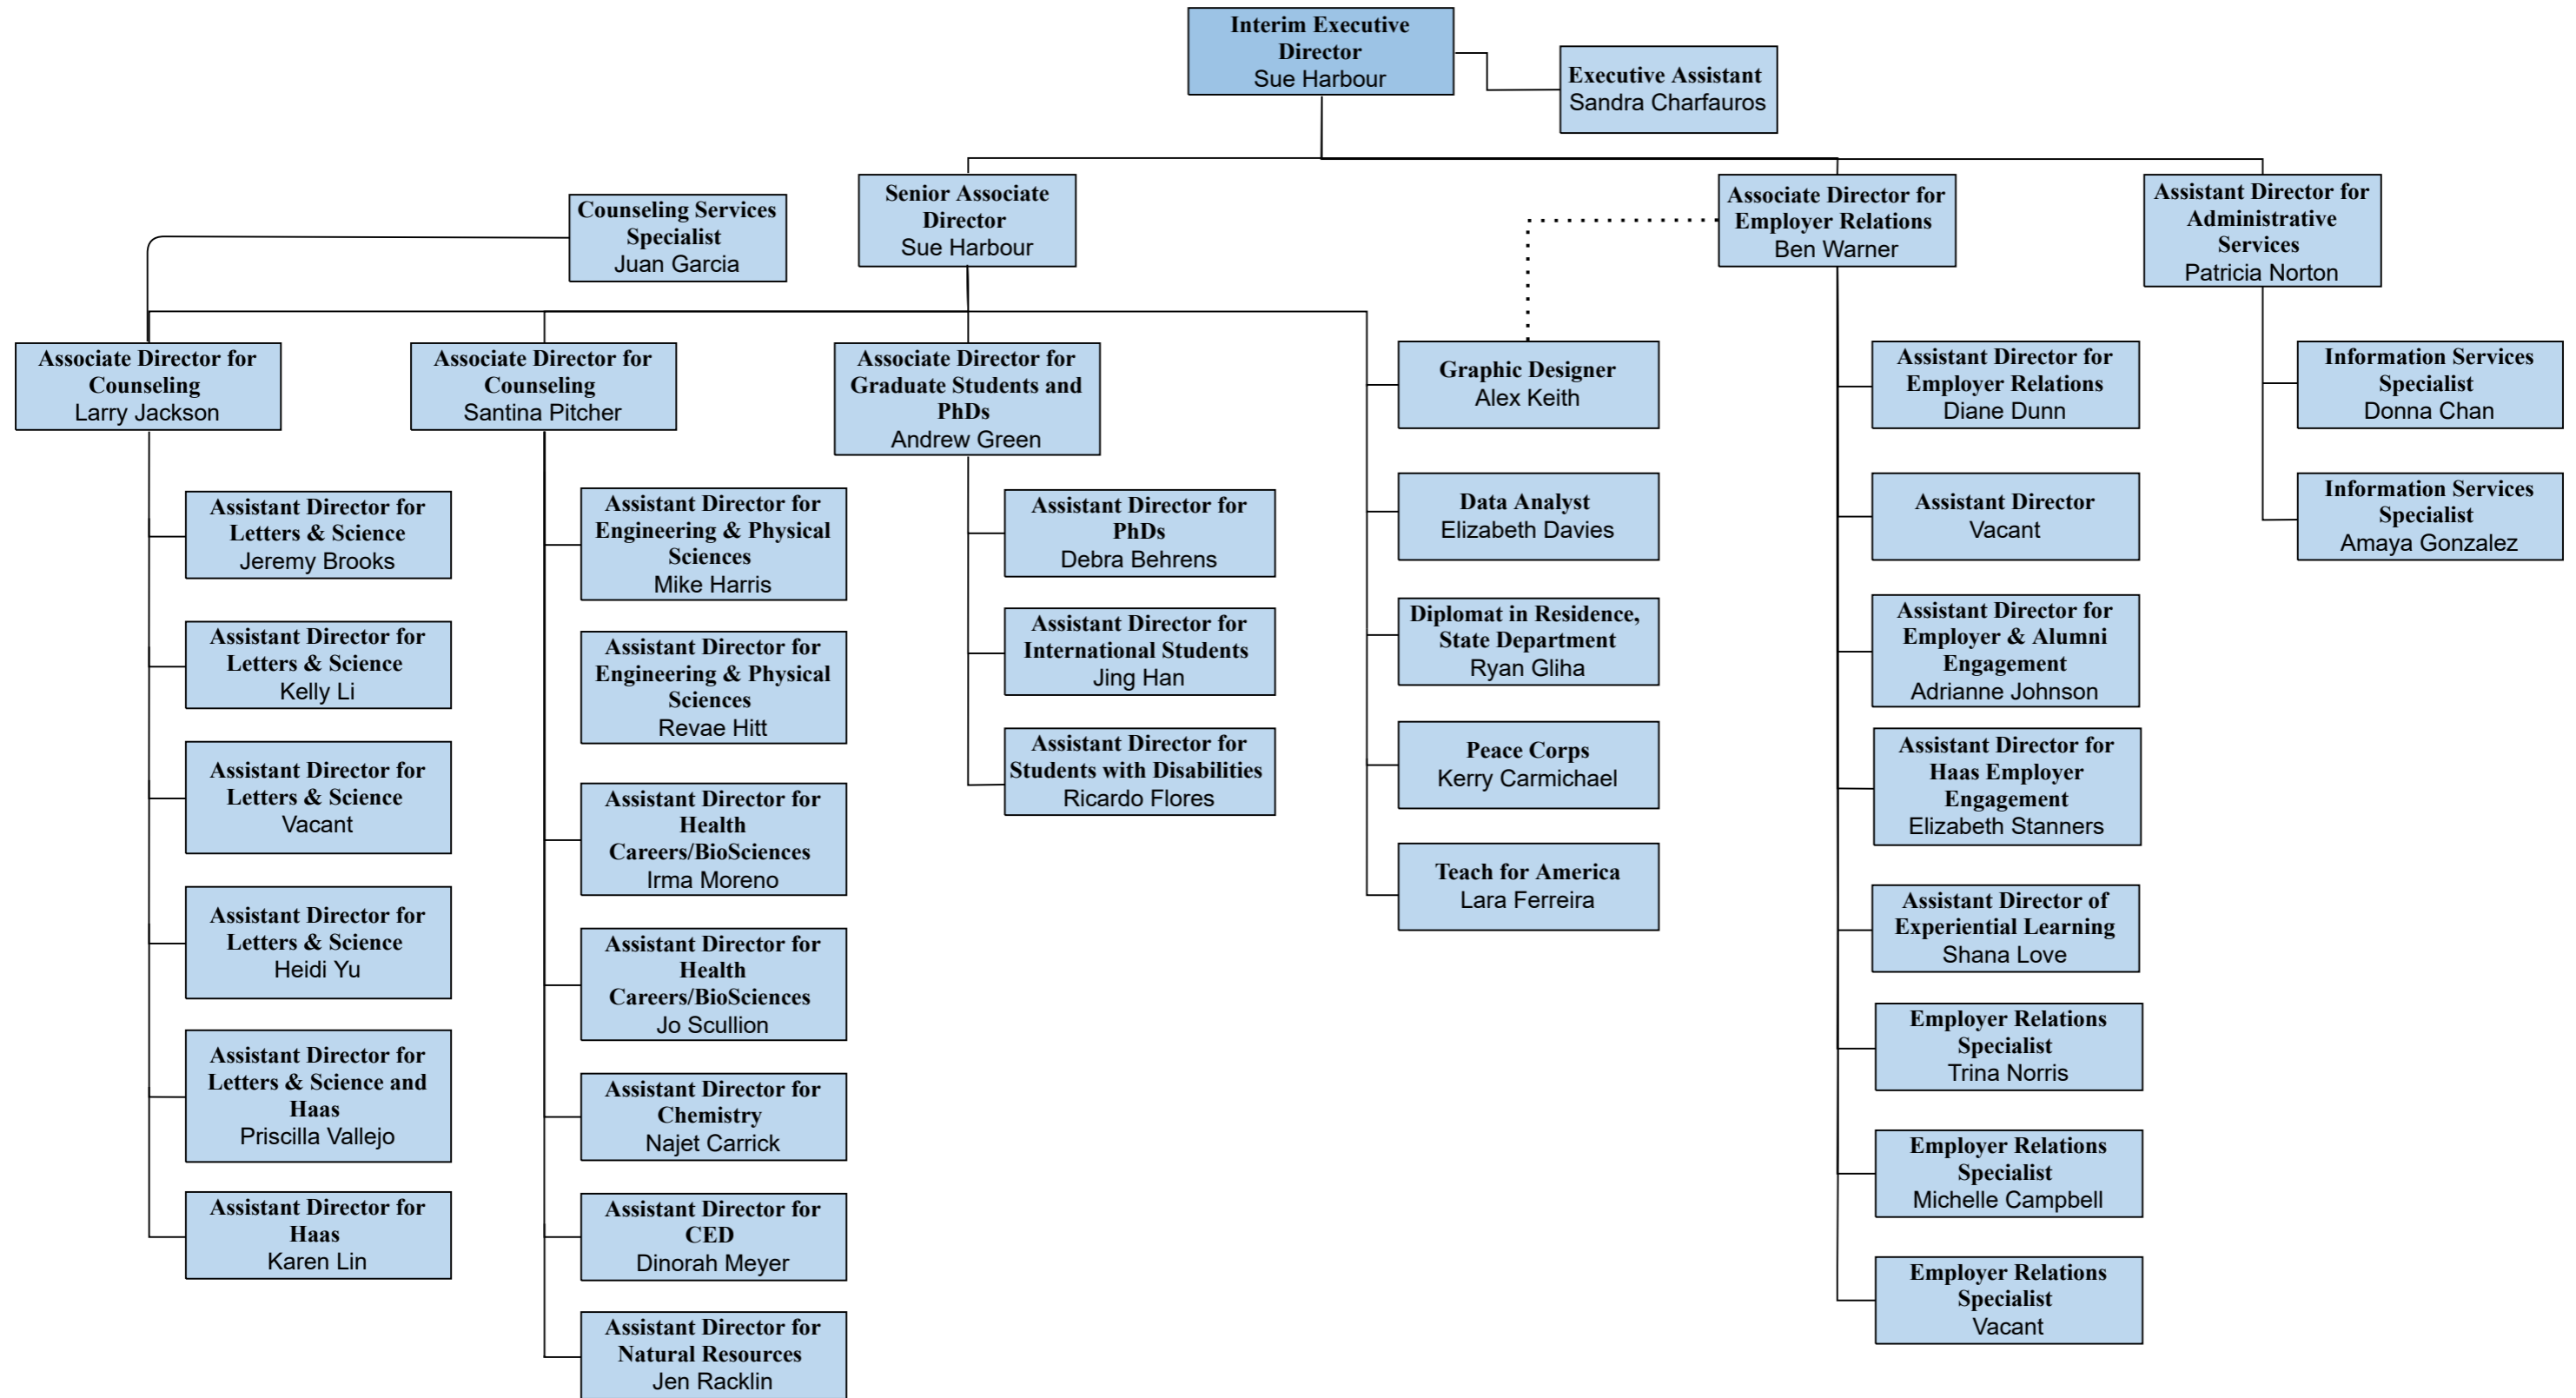 Interim Executive
Director
Sue Harbour
Executive Assistant
Sandra Charfauros
Counseling Services
Specialist
Juan Garcia
Senior Associate
Director
Sue Harbour
Associate Director for
Employer Relations
Ben Warner
Assistant Director for
Administrative
Services
Patricia Norton
Associate Director for
Counseling
Larry Jackson
Assistant Director for
Letters & Science
Jeremy Brooks
Assistant Director for
Letters & Science
Kelly Li
Assistant Director for
Letters & Science
Vacant
Assistant Director for
Letters & Science
Heidi Yu
Assistant Director for
Letters & Science and
Haas
Priscilla Vallejo
Assistant Director for
Haas
Karen Lin
Associate Director for
Counseling
Santina Pitcher
Assistant Director for
Engineering & Physical
Sciences
Mike Harris
Assistant Director for
Engineering & Physical
Sciences
Revae Hitt
Assistant Director for
Health
Careers/BioSciences
Irma Moreno
Assistant Director for
Health
Careers/BioSciences
Jo Scullion
Assistant Director for
Chemistry
Najet Carrick
Assistant Director for
CED
Dinorah Meyer
Assistant Director for
Natural Resources
Jen Racklin
Associate Director for
Graduate Students and
PhDs
Andrew Green
Assistant Director for
PhDs
Debra Behrens
Assistant Director for
International Students
Jing Han
Assistant Director for
Students with Disabilities
Ricardo Flores
Graphic Designer
Alex Keith
Data Analyst
Elizabeth Davies
Diplomat in Residence,
State Department
Ryan Gliha
Peace Corps
Kerry Carmichael
Teach for America
Lara Ferreira
Assistant Director for
Employer Relations
Diane Dunn
Assistant Director
Vacant
Assistant Director for
Employer & Alumni
Engagement
Adrianne Johnson
Assistant Director for
Haas Employer
Engagement
Elizabeth Stanners
Assistant Director of
Experiential Learning
Shana Love
Employer Relations
Specialist
Trina Norris
Employer Relations
Specialist
Michelle Campbell
Employer Relations
Specialist
Vacant
Information Services
Specialist
Donna Chan
Information Services
Specialist
Amaya Gonzalez